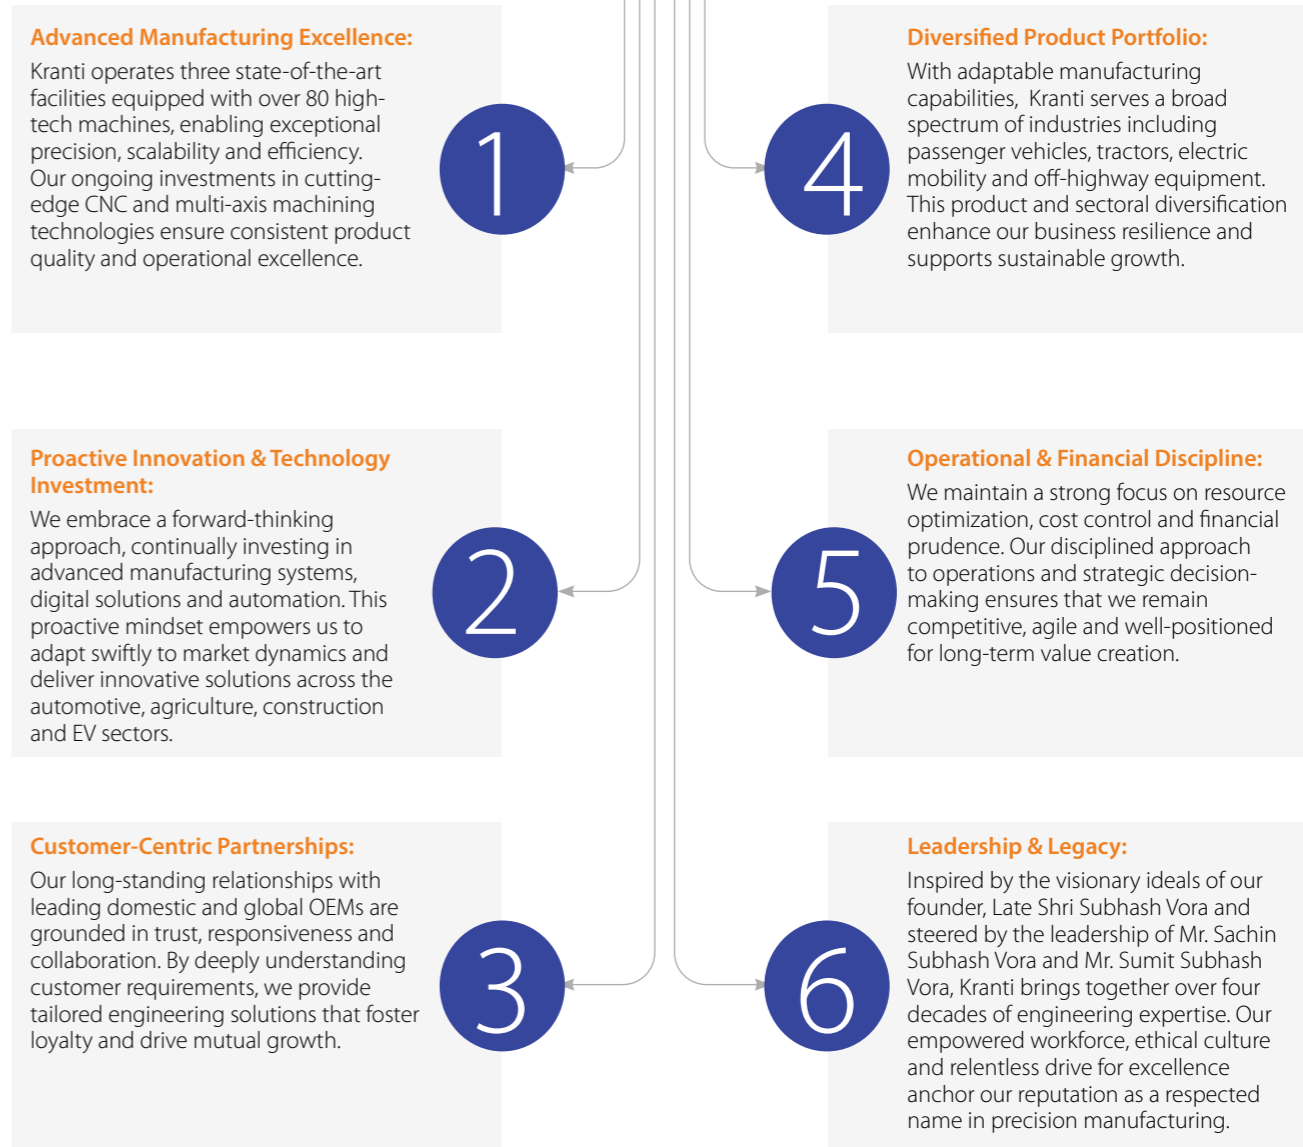 Advanced Manufacturing Excellence:
Kranti operates three state-of-the-art
facilities equipped with over 80 high-
tech machines, enabling exceptional
precision, scalability and efficiency.
Our ongoing investments in cutting-
edge CNC and multi-axis machining
technologies ensure consistent product
quality and operational excellence.
1
Proactive Innovation & Technology
Investment:
We embrace a forward-thinking
approach, continually investing in
advanced manufacturing systems,
digital solutions and automation. This
proactive mindset empowers us to
adapt swiftly to market dynamics and
deliver innovative solutions across the
automotive, agriculture, construction
and EV sectors.
2
Customer-Centric Partnerships:
Our long-standing relationships with
leading domestic and global OEMs are
grounded in trust, responsiveness and
collaboration. By deeply understanding
customer requirements, we provide
tailored engineering solutions that foster
loyalty and drive mutual growth.
3
Diversified Product Portfolio:
With adaptable manufacturing
capabilities,  Kranti serves a broad
spectrum of industries including
passenger vehicles, tractors, electric
mobility and off-highway equipment.
This product and sectoral diversification
enhance our business resilience and
supports sustainable growth.
4
Operational & Financial Discipline:
We maintain a strong focus on resource
optimization, cost control and financial
prudence. Our disciplined approach
to operations and strategic decision-
making ensures that we remain
competitive, agile and well-positioned
for long-term value creation.
5
Leadership & Legacy:
Inspired by the visionary ideals of our
founder, Late Shri Subhash Vora and
steered by the leadership of Mr. Sachin
Subhash Vora and Mr. Sumit Subhash
Vora, Kranti brings together over four
decades of engineering expertise. Our
empowered workforce, ethical culture
and relentless drive for excellence
anchor our reputation as a respected
name in precision manufacturing.
6